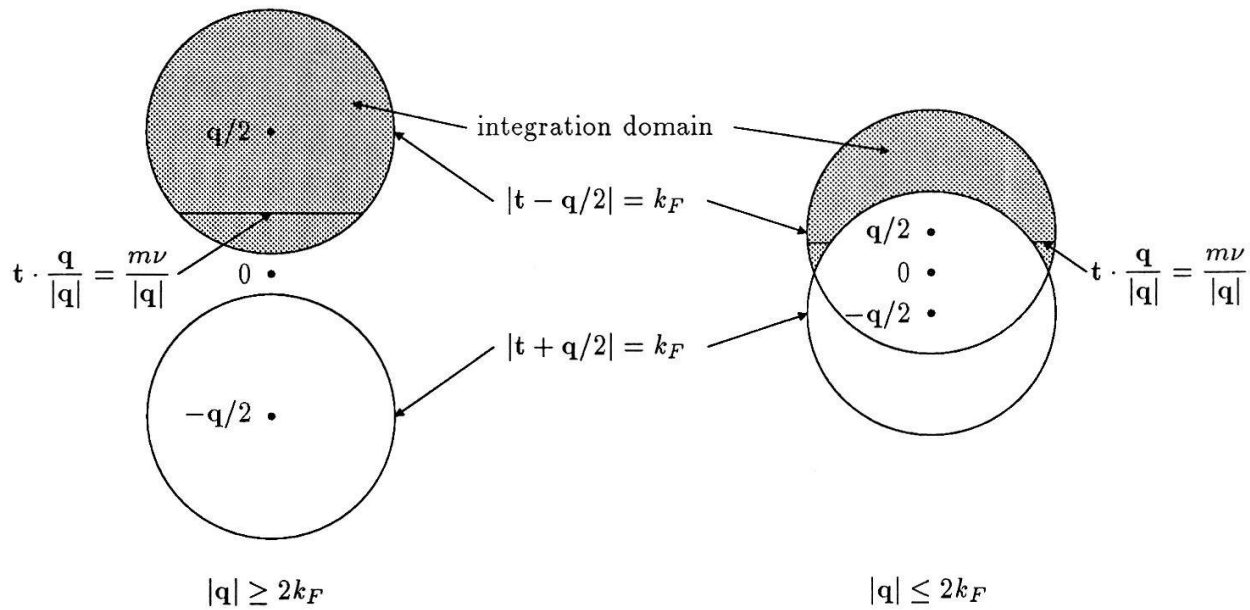 q/2
integration domain
|t − q/2| = k_F
t · q/|q| = mν/|q|
0
q/2
0
−q/2
t · q/|q| = mν/|q|
|t + q/2| = k_F
−q/2
|q| ≥ 2k_F
|q| ≤ 2k_F